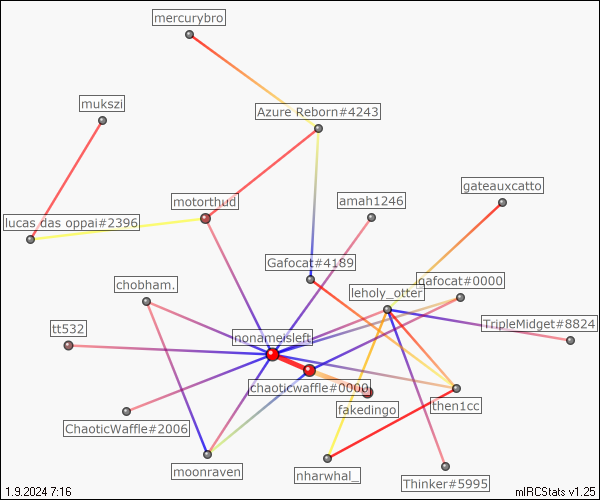 mercurybro
mukszi
Azure Reborn#4243
gateauxcatto
motorthud
amah1246
lucas das oppai#2396
Gafocat#4189
gafocat#0000
chobham.
leholy_otter
TripleMidget#8824
tt532
nonameisleft
chaoticwaffle#0000
then1cc
fakedingo
ChaoticWaffle#2006
moonraven
nharwhal_
Thinker#5995
1.9.2024 7:16
mIRCStats v1.25